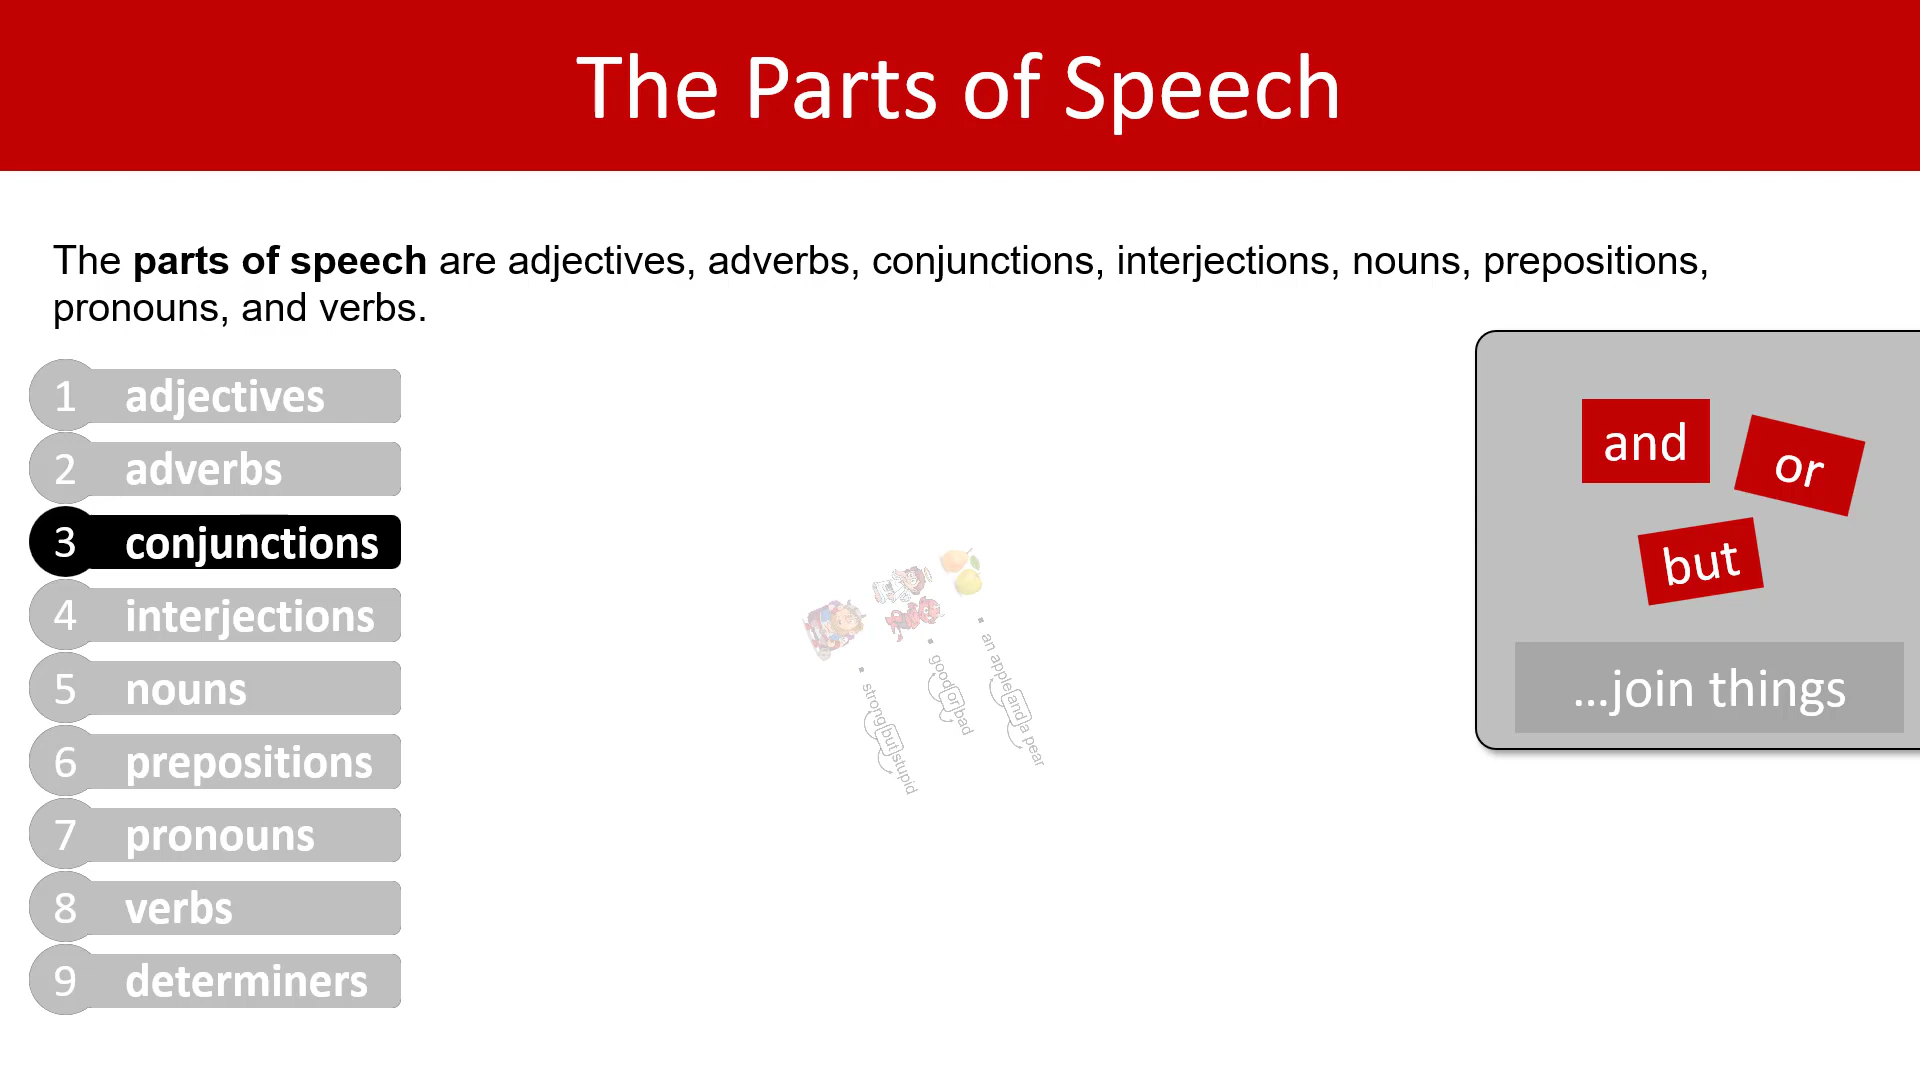 The Parts of Speech
The parts of speech are adjectives, adverbs, conjunctions, interjections, nouns, prepositions,
pronouns, and verbs.
1 adjectives
2 adverbs
3 conjunctions
4 interjections
5 nouns
6 prepositions
7 pronouns
8 verbs
9 determiners
▪ an apple and a pear
▪ good or bad
▪ strong but stupid
and
or
but
...join things